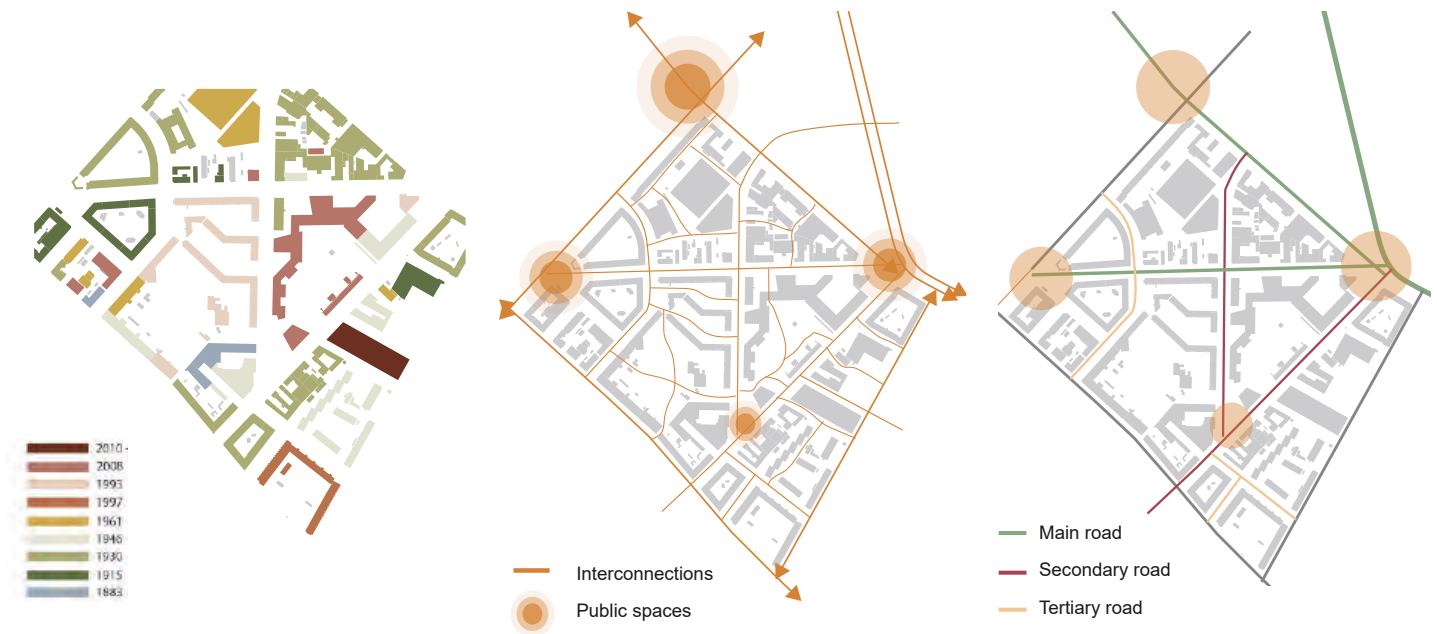 2010
2008
1993
1997
1961
1946
1930
1915
1883
Interconnections
Public spaces
Main road
Secondary road
Tertiary road